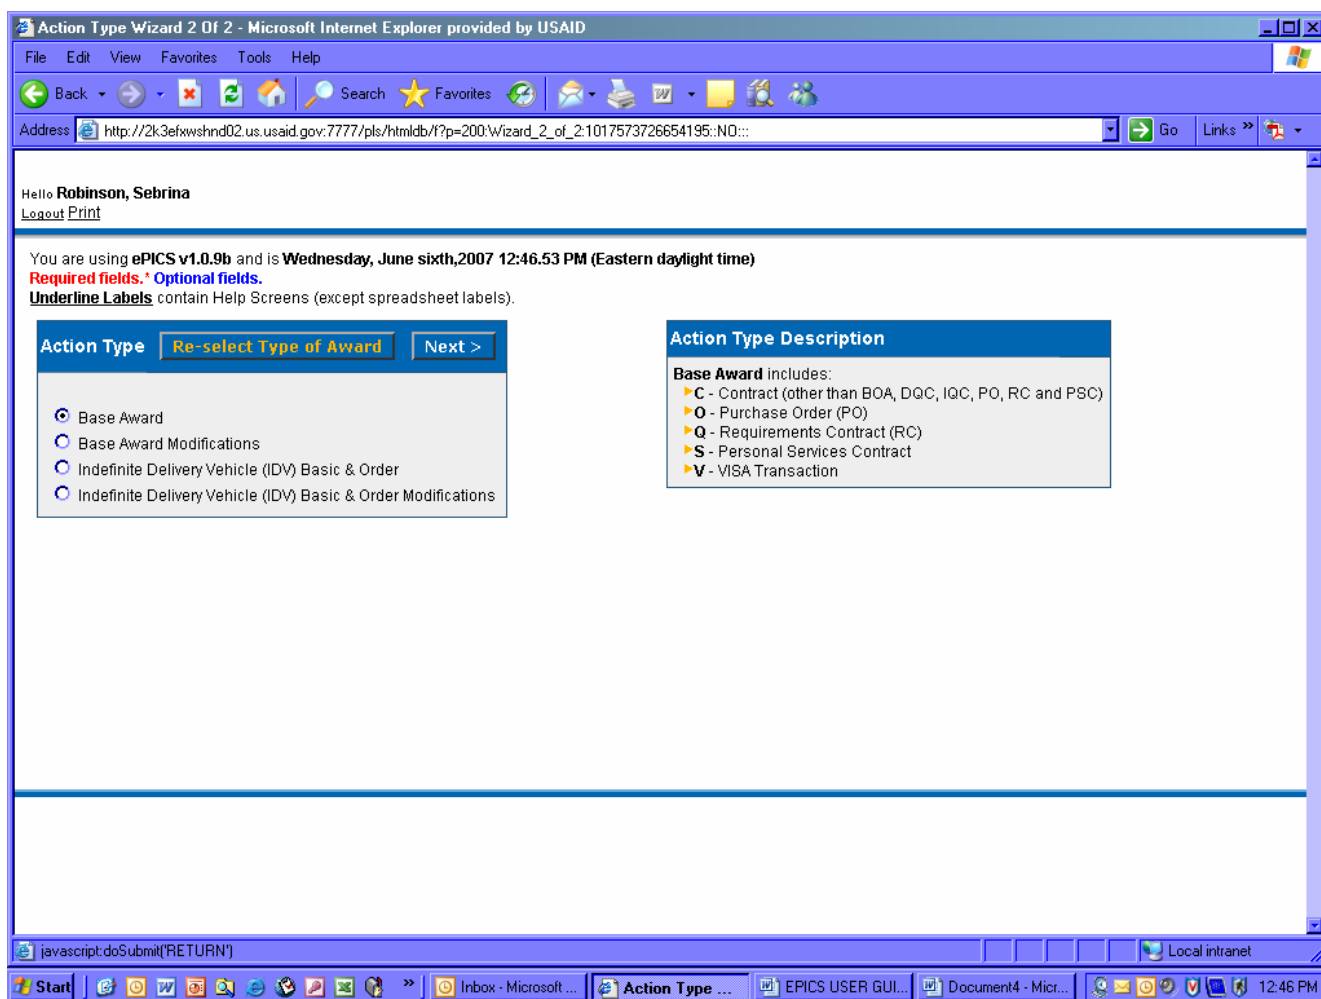 Action Type Wizard 2 Of 2 - Microsoft Internet Explorer provided by USAID
File Edit View Favorites Tools Help
Back Search Favorites
Address http://2k3efxwshnd02.us.usaid.gov:7777/pls/htmldb/f?p=200:Wizard_2_of_2:1017573726654195::NO::: Go Links »
Hello Robinson, Sebrina
Logout Print
You are using ePICS v1.0.9b and is Wednesday, June sixth,2007 12:46.53 PM (Eastern daylight time)
Required fields.* Optional fields.
Underline Labels contain Help Screens (except spreadsheet labels).
Action Type Re-select Type of Award Next >
Base Award
Base Award Modifications
Indefinite Delivery Vehicle (IDV) Basic & Order
Indefinite Delivery Vehicle (IDV) Basic & Order Modifications
Action Type Description
Base Award includes:
C - Contract (other than BOA, DQC, IQC, PO, RC and PSC)
O - Purchase Order (PO)
Q - Requirements Contract (RC)
S - Personal Services Contract
V - VISA Transaction
javascript:doSubmit('RETURN') Local intranet
Start » Inbox - Microsoft ... Action Type ... EPICS USER GUI... Document4 - Micr... 12:46 PM